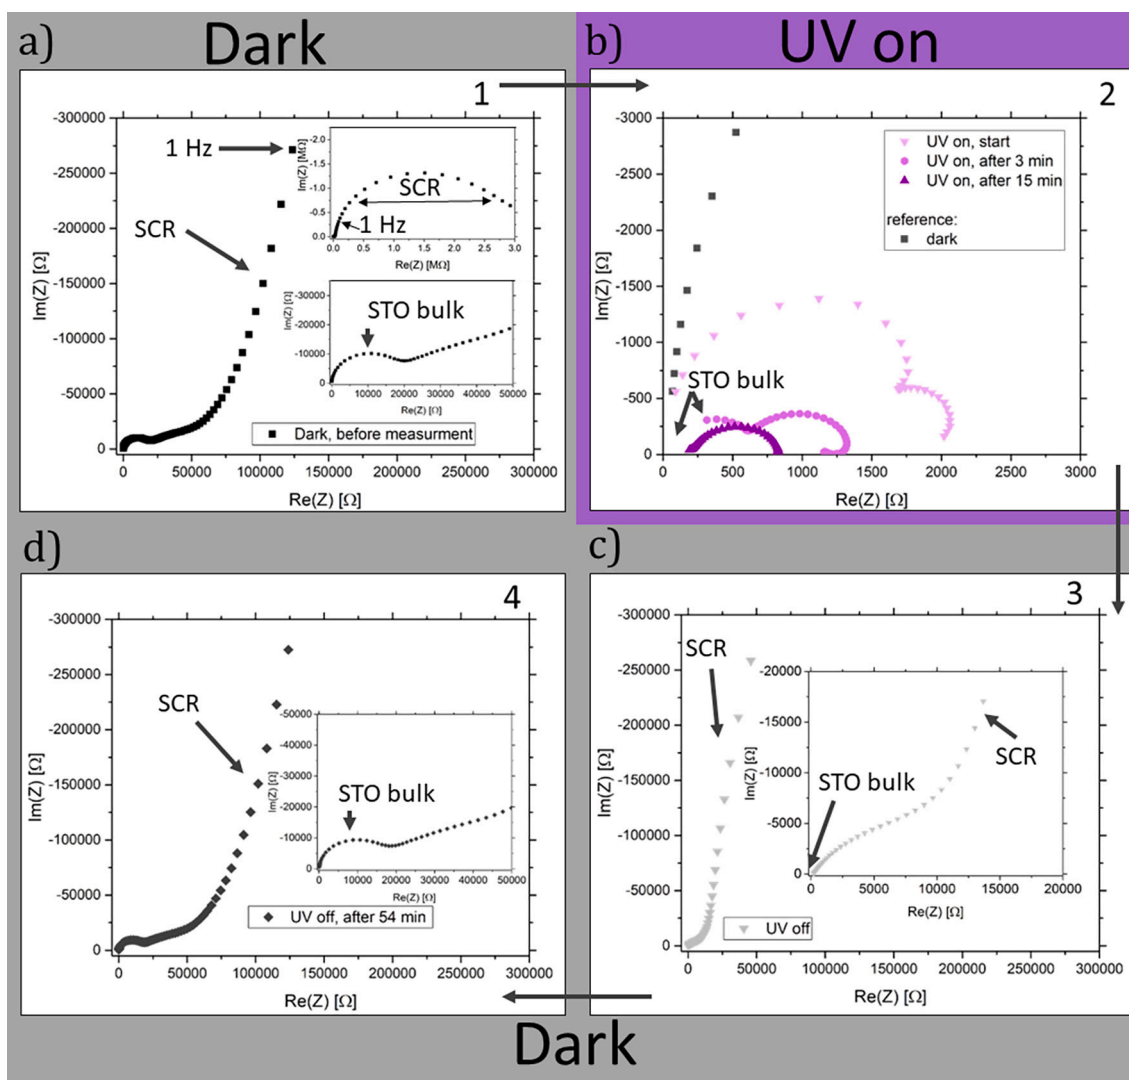 a)
Dark
1
-300000
-250000
-200000
-150000
-100000
-50000
0
Im(Z) [Ω]
0
50000
100000
150000
200000
250000
300000
Re(Z) [Ω]
1 Hz
SCR
Dark, before measurment
-2.0
-1.5
-1.0
-0.5
0.0
Im(Z) [MΩ]
SCR
1 Hz
0.0
0.5
1.0
1.5
2.0
2.5
3.0
Re(Z) [MΩ]
-30000
-20000
-10000
0
Im(Z) [Ω]
STO bulk
0
10000
20000
30000
40000
50000
Re(Z) [Ω]
b)
UV on
2
-3000
-2500
-2000
-1500
-1000
-500
0
Im(Z) [Ω]
0
500
1000
1500
2000
2500
3000
Re(Z) [Ω]
UV on, start
UV on, after 3 min
UV on, after 15 min
reference:
dark
STO bulk
d)
4
-300000
-250000
-200000
-150000
-100000
-50000
0
Im(Z) [Ω]
0
50000
100000
150000
200000
250000
300000
Re(Z) [Ω]
SCR
UV off, after 54 min
-50000
-40000
-30000
-20000
-10000
0
Im(Z) [Ω]
STO bulk
0
10000
20000
30000
40000
50000
Re(Z) [Ω]
c)
3
-300000
-250000
-200000
-150000
-100000
-50000
0
Im(Z) [Ω]
0
50000
100000
150000
200000
250000
300000
Re(Z) [Ω]
SCR
UV off
-20000
-15000
-10000
-5000
0
Im(Z) [Ω]
STO bulk
SCR
0
5000
10000
15000
20000
Re(Z) [Ω]
Dark